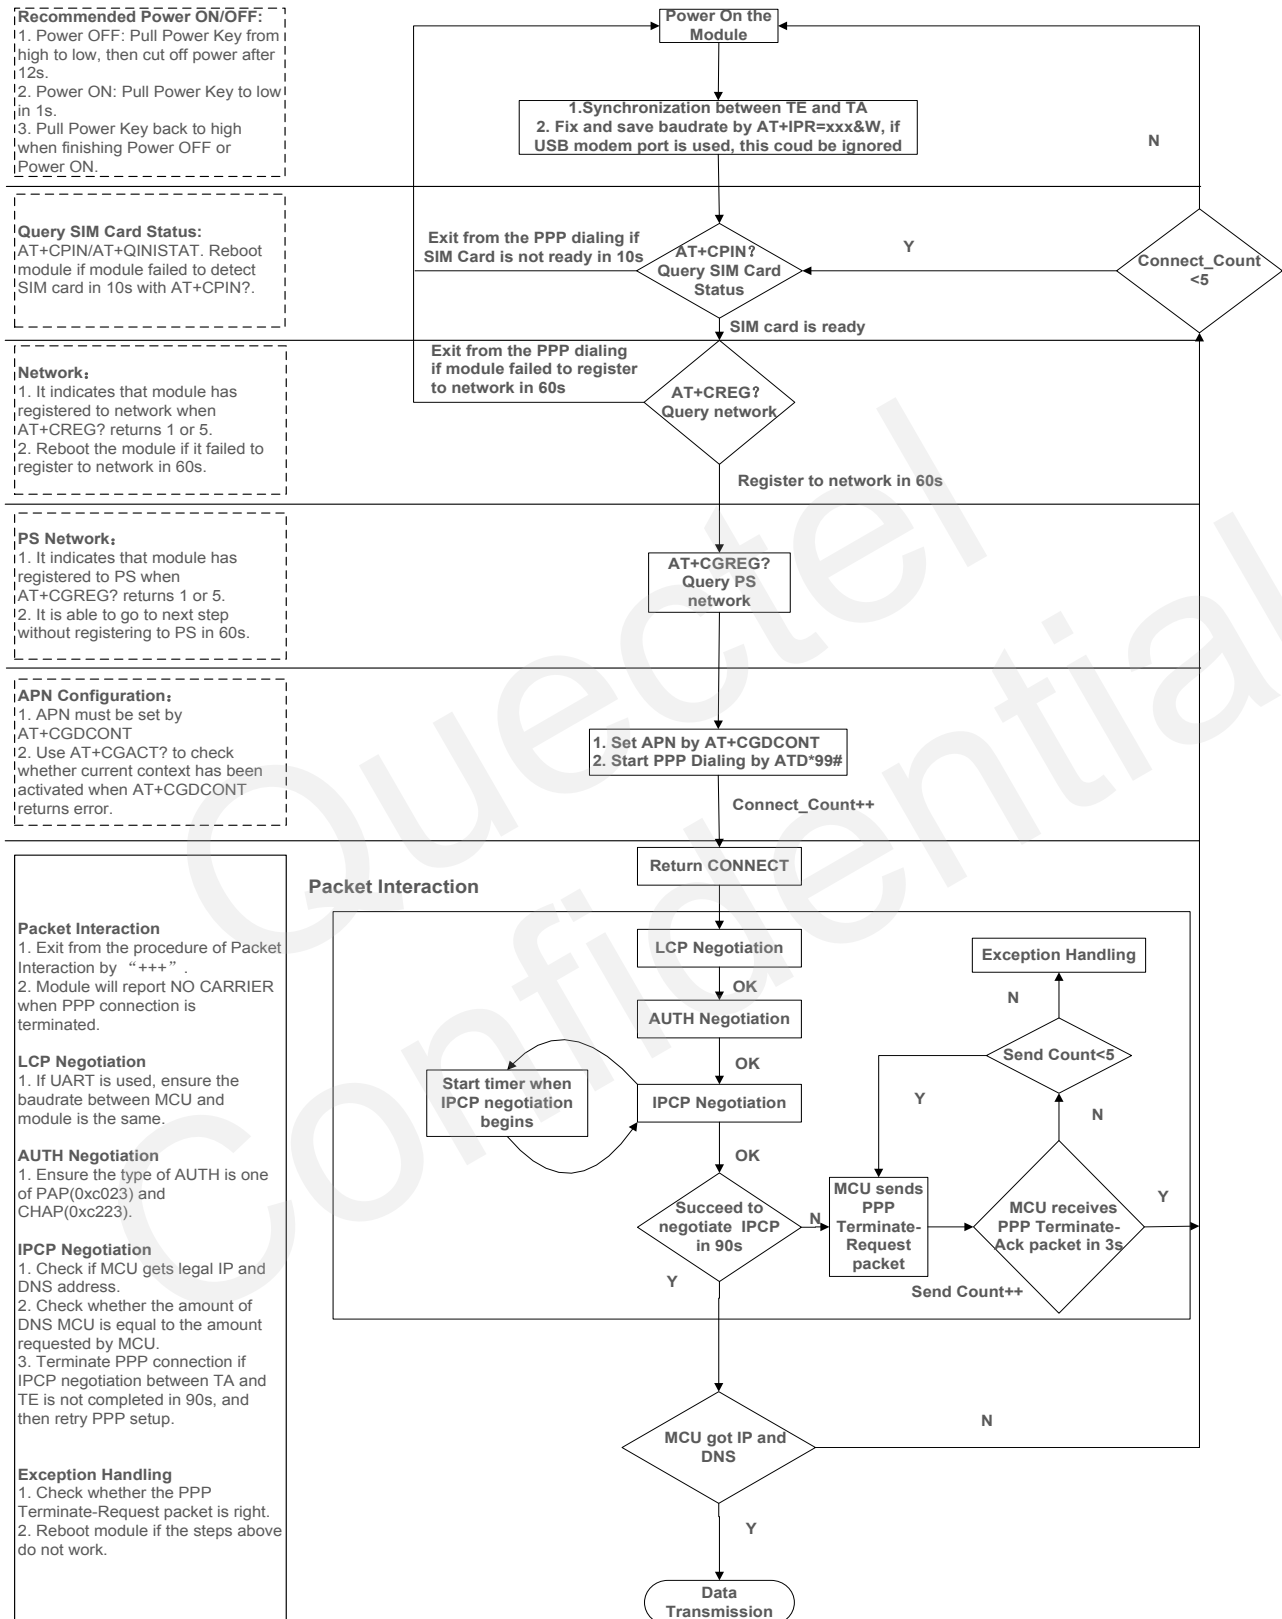 Recommended Power ON/OFF:
1. Power OFF: Pull Power Key from
high to low, then cut off power after
12s.
2. Power ON: Pull Power Key to low
in 1s.
3. Pull Power Key back to high
when finishing Power OFF or
Power ON.
Power On the
Module
1.Synchronization between TE and TA
2. Fix and save baudrate by AT+IPR=xxx&W, if
USB modem port is used, this coud be ignored
N
Query SIM Card Status:
AT+CPIN/AT+QINISTAT. Reboot
module if module failed to detect
SIM card in 10s with AT+CPIN?.
Exit from the PPP dialing if
SIM Card is not ready in 10s
AT+CPIN?
Query SIM Card
Status
Y
Connect_Count
<5
SIM card is ready
Network:
1. It indicates that module has
registered to network when
AT+CREG? returns 1 or 5.
2. Reboot the module if it failed to
register to network in 60s.
Exit from the PPP dialing
if module failed to register
to network in 60s
AT+CREG?
Query network
Register to network in 60s
PS Network:
1. It indicates that module has
registered to PS when
AT+CGREG? returns 1 or 5.
2. It is able to go to next step
without registering to PS in 60s.
AT+CGREG?
Query PS
network
APN Configuration:
1. APN must be set by
AT+CGDCONT
2. Use AT+CGACT? to check
whether current context has been
activated when AT+CGDCONT
returns error.
1. Set APN by AT+CGDCONT
2. Start PPP Dialing by ATD*99#
Connect_Count++
Return CONNECT
Packet Interaction
Packet Interaction
1. Exit from the procedure of Packet
Interaction by “+++”.
2. Module will report NO CARRIER
when PPP connection is
terminated.
LCP Negotiation
1. If UART is used, ensure the
baudrate between MCU and
module is the same.
AUTH Negotiation
1. Ensure the type of AUTH is one
of PAP(0xc023) and
CHAP(0xc223).
IPCP Negotiation
1. Check if MCU gets legal IP and
DNS address.
2. Check whether the amount of
DNS MCU is equal to the amount
requested by MCU.
3. Terminate PPP connection if
IPCP negotiation between TA and
TE is not completed in 90s, and
then retry PPP setup.
Exception Handling
1. Check whether the PPP
Terminate-Request packet is right.
2. Reboot module if the steps above
do not work.
LCP Negotiation
OK
AUTH Negotiation
OK
Start timer when
IPCP negotiation
begins
IPCP Negotiation
OK
Succeed to
negotiate IPCP
in 90s
N
Y
MCU sends
PPP
Terminate-
Request
packet
Send Count++
MCU receives
PPP Terminate-
Ack packet in 3s
Y
N
Send Count<5
Y
N
Exception Handling
MCU got IP and
DNS
N
Y
Data
Transmission
Quectel
Confidential